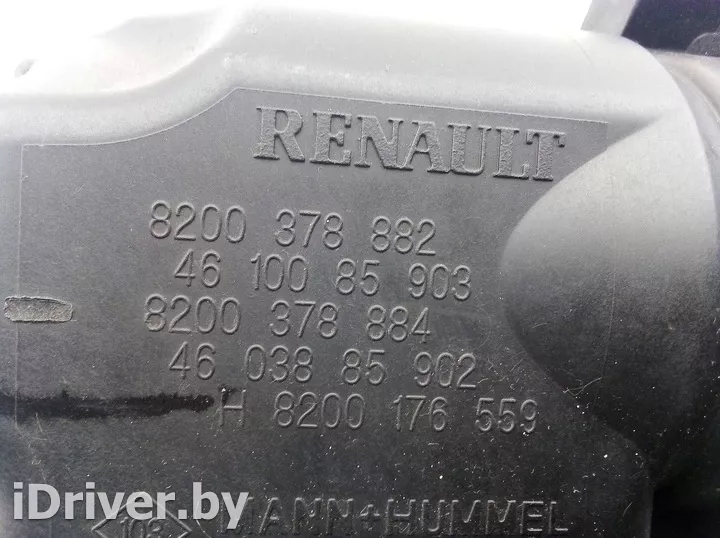 RENAULT
8200 378 882
46 100 85 903
8200 378 884
46 038 85 902
H 8200 176 559
MANN+HUMMEL
iDriver.by